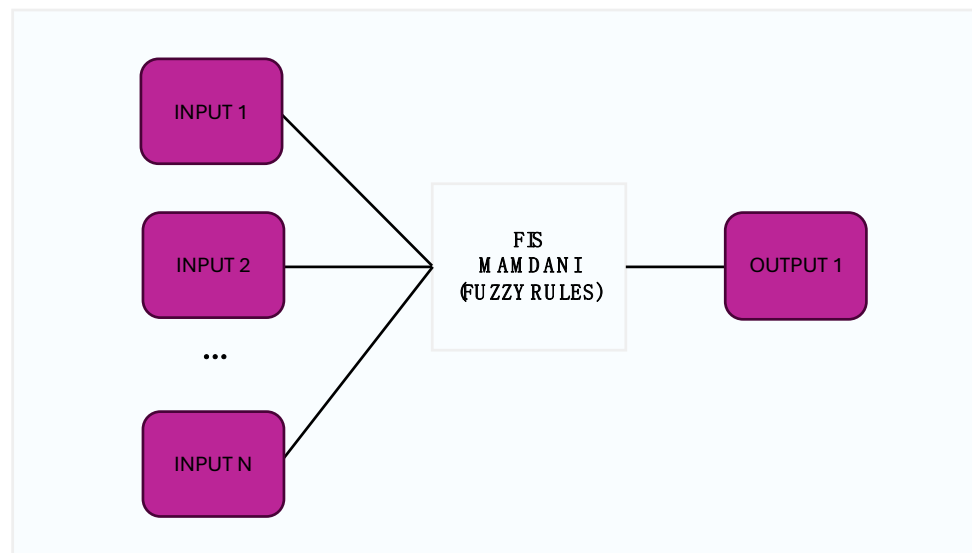 INPUT 1
INPUT 2
...
INPUT N
FIS
MAMDANI
(FUZZY RULES)
OUTPUT 1